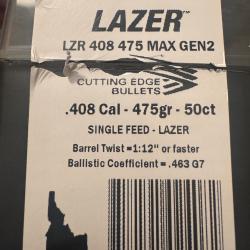 LAZER™
LZR 408 475 MAX GEN2
CUTTING EDGE
BULLETS
.408 Cal - 475gr - 50ct
SINGLE FEED - LAZER
Barrel Twist =1:12" or faster
Ballistic Coefficient = .463 G7